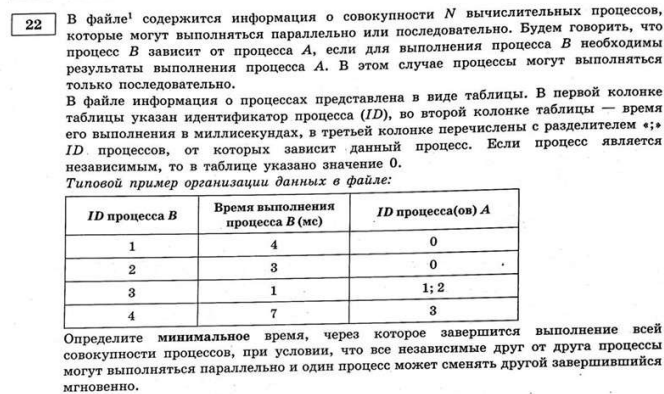 22
В файле¹ содержится информация о совокупности N вычислительных процессов,
которые могут выполняться параллельно или последовательно. Будем говорить, что
процесс B зависит от процесса A, если для выполнения процесса B необходимы
результаты выполнения процесса A. В этом случае процессы могут выполняться
только последовательно.
В файле информация о процессах представлена в виде таблицы. В первой колонке
таблицы указан идентификатор процесса (ID), во второй колонке таблицы — время
его выполнения в миллисекундах, в третьей колонке перечислены с разделителем «;»
ID процессов, от которых зависит данный процесс. Если процесс является
независимым, то в таблице указано значение 0.
Типовой пример организации данных в файле:
ID процесса B | Время выполнения процесса B (мс) | ID процесса(ов) A
1 | 4 | 0
2 | 3 | 0
3 | 1 | 1; 2
4 | 7 | 3
Определите минимальное время, через которое завершится выполнение всей
совокупности процессов, при условии, что все независимые друг от друга процессы
могут выполняться параллельно и один процесс может сменять другой завершившийся
мгновенно.